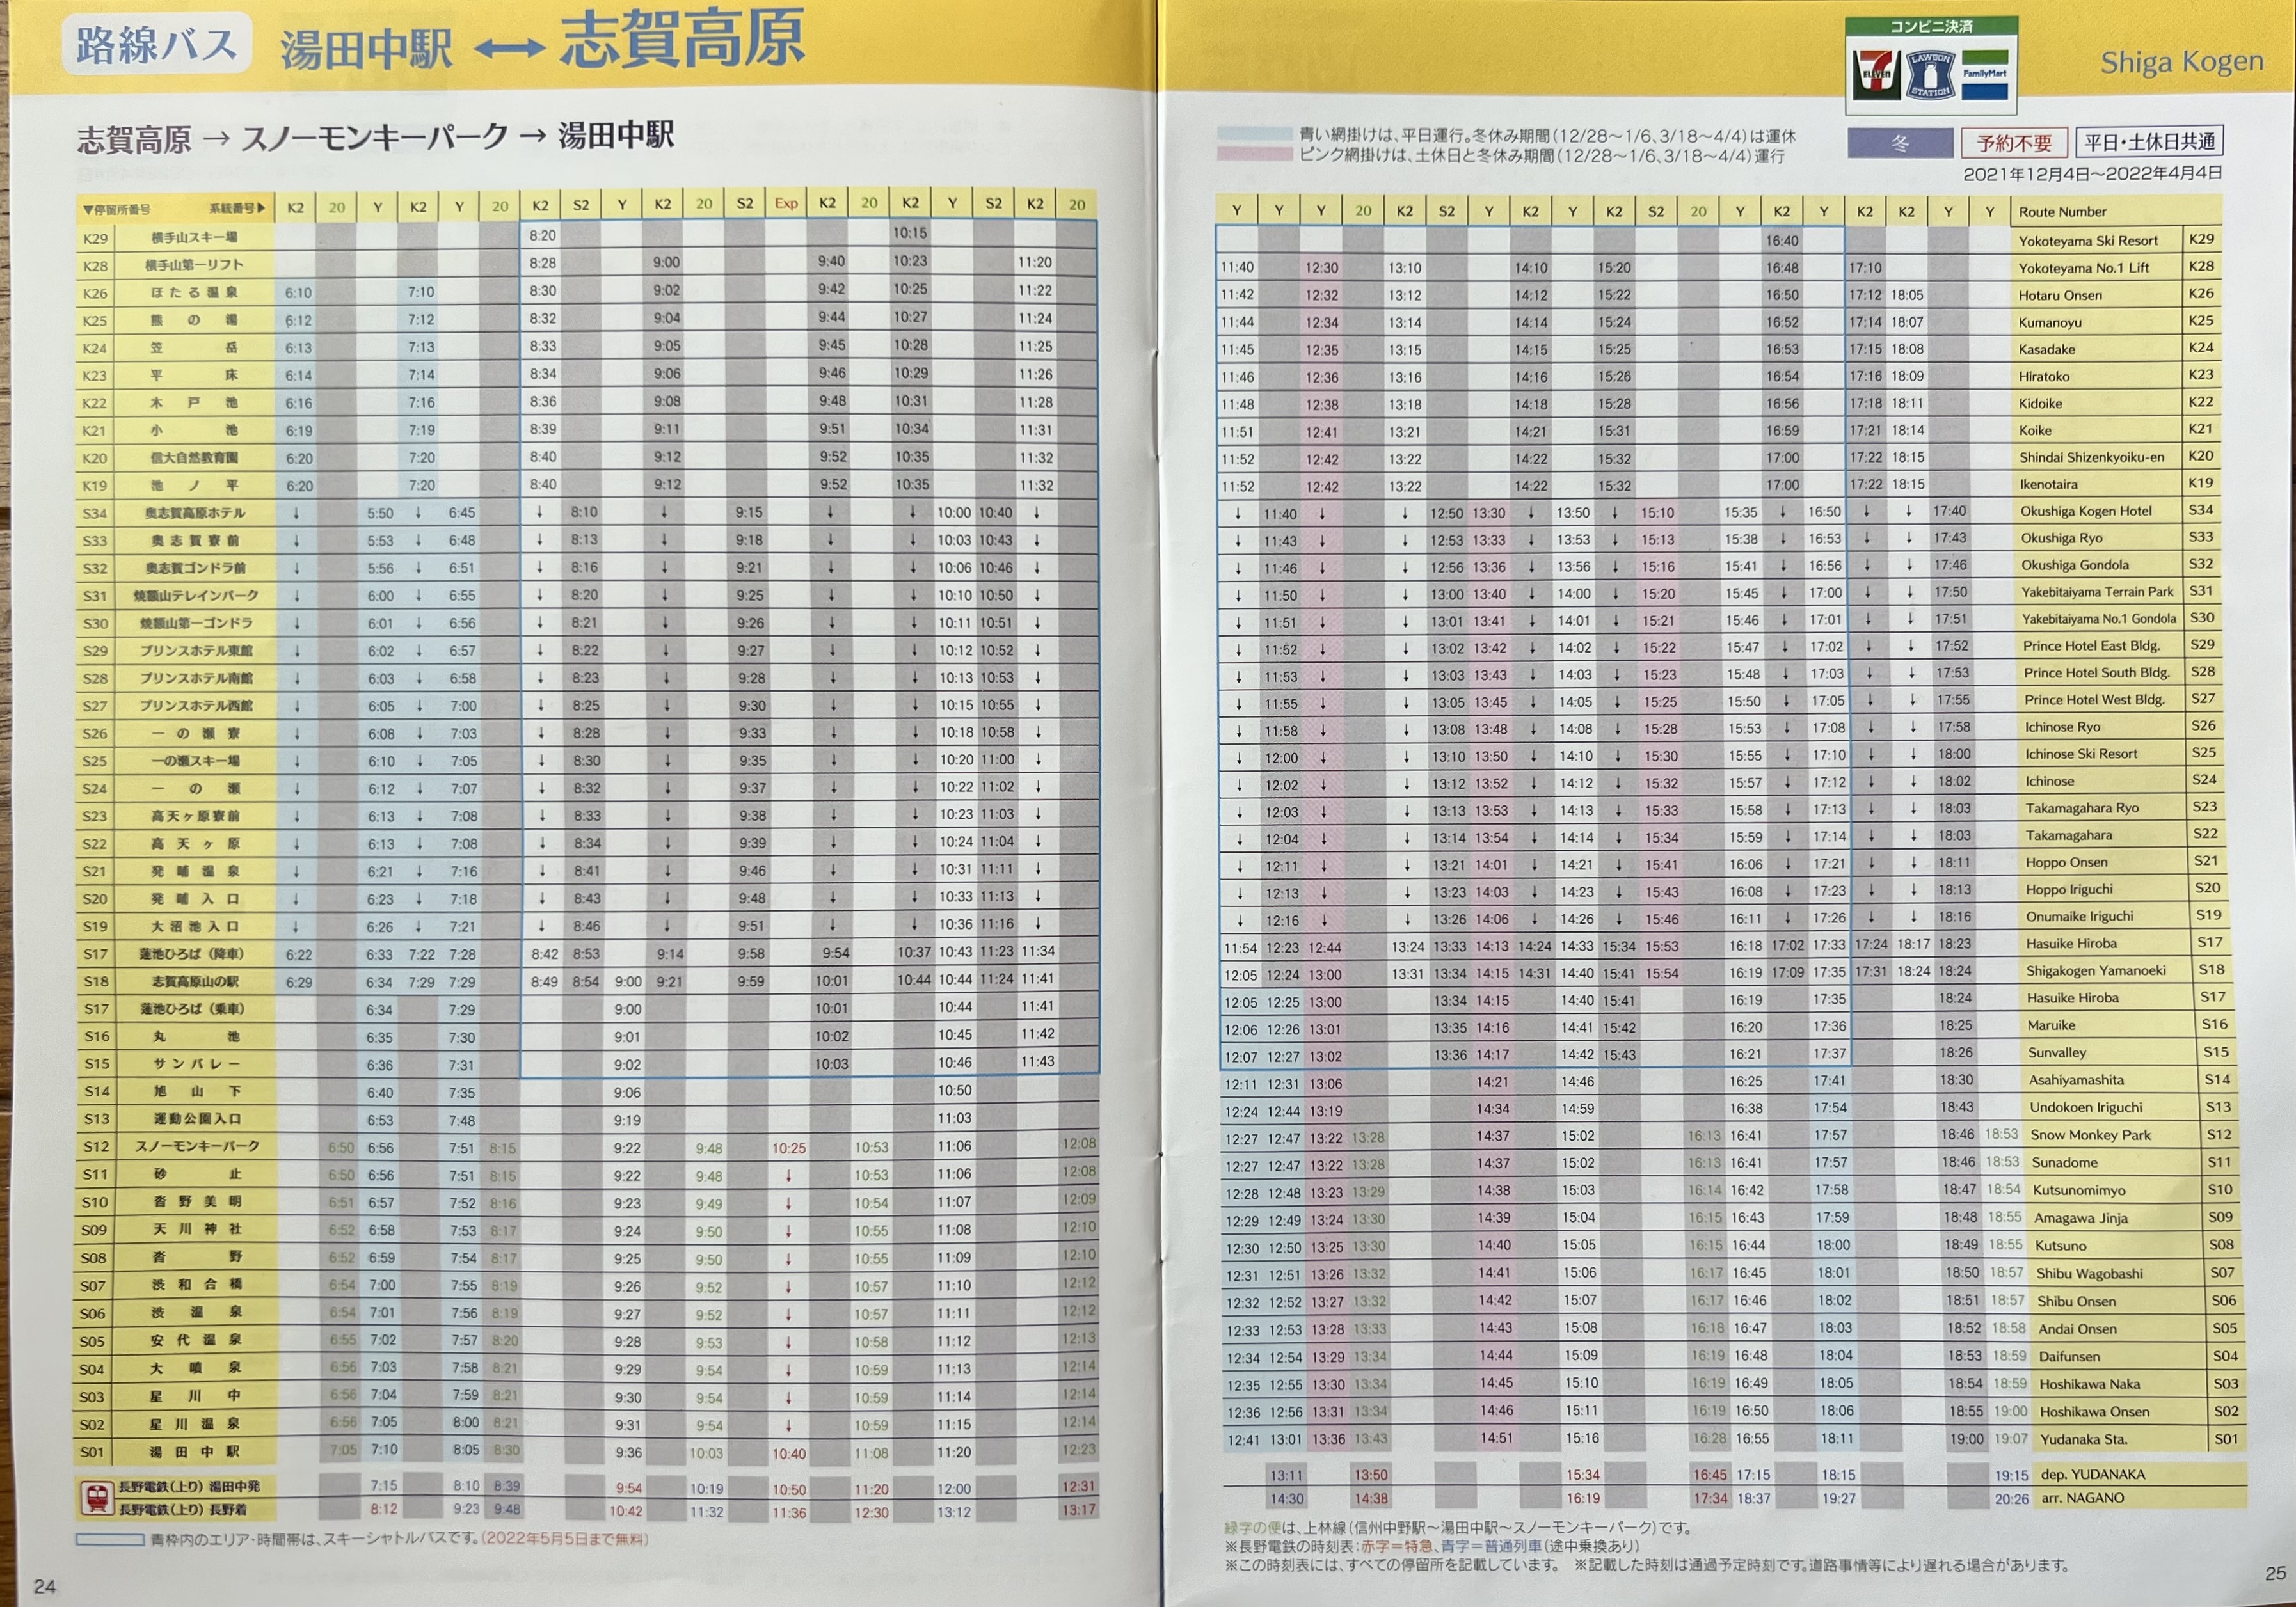 路線バス 湯田中駅 ↔ 志賀高原
志賀高原 → スノーモンキーパーク → 湯田中駅
▼停留所番号 系統番号▶ K2 20 Y K2 Y 20 K2 S2 Y K2 20 S2 Exp K2 20 K2 Y S2 K2 20
K29 横手山スキー場 8:20 10:15
K28 横手山第一リフト 8:28 9:00 9:40 10:23 11:20
K26 ほたる温泉 6:10 7:10 8:30 9:02 9:42 10:25 11:22
K25 熊の湯 6:12 7:12 8:32 9:04 9:44 10:27 11:24
K24 笠岳 6:13 7:13 8:33 9:05 9:45 10:28 11:25
K23 平床 6:14 7:14 8:34 9:06 9:46 10:29 11:26
K22 木戸池 6:16 7:16 8:36 9:08 9:48 10:31 11:28
K21 小池 6:19 7:19 8:39 9:11 9:51 10:34 11:31
K20 信大自然教育園 6:20 7:20 8:40 9:12 9:52 10:35 11:32
K19 池ノ平 6:20 7:20 8:40 9:12 9:52 10:35 11:32
S34 奥志賀高原ホテル ↓ 5:50 ↓ 6:45 ↓ 8:10 ↓ 9:15 ↓ ↓ 10:00 10:40 ↓
S33 奥志賀寮前 ↓ 5:53 ↓ 6:48 ↓ 8:13 ↓ 9:18 ↓ ↓ 10:03 10:43 ↓
S32 奥志賀ゴンドラ前 ↓ 5:56 ↓ 6:51 ↓ 8:16 ↓ 9:21 ↓ ↓ 10:06 10:46 ↓
S31 焼額山テレインパーク ↓ 6:00 ↓ 6:55 ↓ 8:20 ↓ 9:25 ↓ ↓ 10:10 10:50 ↓
S30 焼額山第一ゴンドラ ↓ 6:01 ↓ 6:56 ↓ 8:21 ↓ 9:26 ↓ ↓ 10:11 10:51 ↓
S29 プリンスホテル東館 ↓ 6:02 ↓ 6:57 ↓ 8:22 ↓ 9:27 ↓ ↓ 10:12 10:52 ↓
S28 プリンスホテル南館 ↓ 6:03 ↓ 6:58 ↓ 8:23 ↓ 9:28 ↓ ↓ 10:13 10:53 ↓
S27 プリンスホテル西館 ↓ 6:05 ↓ 7:00 ↓ 8:25 ↓ 9:30 ↓ ↓ 10:15 10:55 ↓
S26 一の瀬寮 ↓ 6:08 ↓ 7:03 ↓ 8:28 ↓ 9:33 ↓ ↓ 10:18 10:58 ↓
S25 一の瀬スキー場 ↓ 6:10 ↓ 7:05 ↓ 8:30 ↓ 9:35 ↓ ↓ 10:20 11:00 ↓
S24 一の瀬 ↓ 6:12 ↓ 7:07 ↓ 8:32 ↓ 9:37 ↓ ↓ 10:22 11:02 ↓
S23 高天ヶ原寮前 ↓ 6:13 ↓ 7:08 ↓ 8:33 ↓ 9:38 ↓ ↓ 10:23 11:03 ↓
S22 高天ヶ原 ↓ 6:13 ↓ 7:08 ↓ 8:34 ↓ 9:39 ↓ ↓ 10:24 11:04 ↓
S21 発哺温泉 ↓ 6:21 ↓ 7:16 ↓ 8:41 ↓ 9:46 ↓ ↓ 10:31 11:11 ↓
S20 発哺入口 ↓ 6:23 ↓ 7:18 ↓ 8:43 ↓ 9:48 ↓ ↓ 10:33 11:13 ↓
S19 大沼池入口 ↓ 6:26 ↓ 7:21 ↓ 8:46 ↓ 9:51 ↓ ↓ 10:36 11:16 ↓
S17 蓮池ひろば（降車） 6:22 6:33 7:22 7:28 8:42 8:53 9:14 9:58 9:54 10:37 10:43 11:23 11:34
S18 志賀高原山の駅 6:29 6:34 7:29 7:29 8:49 8:54 9:00 9:21 9:59 10:01 10:44 10:44 11:24 11:41
S17 蓮池ひろば（乗車） 6:34 7:29 9:00 10:01 10:44 11:41
S16 丸池 6:35 7:30 9:01 10:02 10:45 11:42
S15 サンバレー 6:36 7:31 9:02 10:03 10:46 11:43
S14 旭山下 6:40 7:35 9:06 10:50
S13 運動公園入口 6:53 7:48 9:19 11:03
S12 スノーモンキーパーク 6:50 6:56 7:51 8:15 9:22 9:48 10:25 10:53 11:06 12:08
S11 砂止 6:50 6:56 7:51 8:15 9:22 9:48 ↓ 10:53 11:06 12:08
S10 沓野美明 6:51 6:57 7:52 8:16 9:23 9:49 ↓ 10:54 11:07 12:09
S09 天川神社 6:52 6:58 7:53 8:17 9:24 9:50 ↓ 10:55 11:08 12:10
S08 沓野 6:52 6:59 7:54 8:17 9:25 9:50 ↓ 10:55 11:09 12:10
S07 渋和合橋 6:54 7:00 7:55 8:19 9:26 9:52 ↓ 10:57 11:10 12:12
S06 渋温泉 6:54 7:01 7:56 8:19 9:27 9:52 ↓ 10:57 11:11 12:12
S05 安代温泉 6:55 7:02 7:57 8:20 9:28 9:53 ↓ 10:58 11:12 12:13
S04 大噴泉 6:56 7:03 7:58 8:21 9:29 9:54 ↓ 10:59 11:13 12:14
S03 星川中 6:56 7:04 7:59 8:21 9:30 9:54 ↓ 10:59 11:14 12:14
S02 星川温泉 6:56 7:05 8:00 8:21 9:31 9:54 ↓ 10:59 11:15 12:14
S01 湯田中駅 7:05 7:10 8:05 8:30 9:36 10:03 10:40 11:08 11:20 12:23
長野電鉄（上り）湯田中発 7:15 8:10 8:39 9:54 10:19 10:50 11:20 12:00 12:31
長野電鉄（上り）長野着 8:12 9:23 9:48 10:42 11:32 11:36 12:30 13:12 13:17
青枠内のエリア・時間帯は、スキーシャトルバスです。（2022年5月5日まで無料）
24
コンビニ決済
7 ELEVEN LAWSON STATION FamilyMart
Shiga Kogen
青い網掛けは、平日運行。冬休み期間（12/28～1/6、3/18～4/4）は運休
ピンク網掛けは、土休日と冬休み期間（12/28～1/6、3/18～4/4）運行
冬 予約不要 平日・土休日共通
2021年12月4日～2022年4月4日
Y Y Y 20 K2 S2 Y K2 Y K2 S2 20 Y K2 Y K2 K2 Y Y Route Number
16:40 Yokoteyama Ski Resort K29
11:40 12:30 13:10 14:10 15:20 16:48 17:10 Yokoteyama No.1 Lift K28
11:42 12:32 13:12 14:12 15:22 16:50 17:12 18:05 Hotaru Onsen K26
11:44 12:34 13:14 14:14 15:24 16:52 17:14 18:07 Kumanoyu K25
11:45 12:35 13:15 14:15 15:25 16:53 17:15 18:08 Kasadake K24
11:46 12:36 13:16 14:16 15:26 16:54 17:16 18:09 Hiratoko K23
11:48 12:38 13:18 14:18 15:28 16:56 17:18 18:11 Kidoike K22
11:51 12:41 13:21 14:21 15:31 16:59 17:21 18:14 Koike K21
11:52 12:42 13:22 14:22 15:32 17:00 17:22 18:15 Shindai Shizenkyoiku-en K20
11:52 12:42 13:22 14:22 15:32 17:00 17:22 18:15 Ikenotaira K19
↓ 11:40 ↓ ↓ 12:50 13:30 ↓ 13:50 ↓ 15:10 15:35 ↓ 16:50 ↓ ↓ 17:40 Okushiga Kogen Hotel S34
↓ 11:43 ↓ ↓ 12:53 13:33 ↓ 13:53 ↓ 15:13 15:38 ↓ 16:53 ↓ ↓ 17:43 Okushiga Ryo S33
↓ 11:46 ↓ ↓ 12:56 13:36 ↓ 13:56 ↓ 15:16 15:41 ↓ 16:56 ↓ ↓ 17:46 Okushiga Gondola S32
↓ 11:50 ↓ ↓ 13:00 13:40 ↓ 14:00 ↓ 15:20 15:45 ↓ 17:00 ↓ ↓ 17:50 Yakebitaiyama Terrain Park S31
↓ 11:51 ↓ ↓ 13:01 13:41 ↓ 14:01 ↓ 15:21 15:46 ↓ 17:01 ↓ ↓ 17:51 Yakebitaiyama No.1 Gondola S30
↓ 11:52 ↓ ↓ 13:02 13:42 ↓ 14:02 ↓ 15:22 15:47 ↓ 17:02 ↓ ↓ 17:52 Prince Hotel East Bldg. S29
↓ 11:53 ↓ ↓ 13:03 13:43 ↓ 14:03 ↓ 15:23 15:48 ↓ 17:03 ↓ ↓ 17:53 Prince Hotel South Bldg. S28
↓ 11:55 ↓ ↓ 13:05 13:45 ↓ 14:05 ↓ 15:25 15:50 ↓ 17:05 ↓ ↓ 17:55 Prince Hotel West Bldg. S27
↓ 11:58 ↓ ↓ 13:08 13:48 ↓ 14:08 ↓ 15:28 15:53 ↓ 17:08 ↓ ↓ 17:58 Ichinose Ryo S26
↓ 12:00 ↓ ↓ 13:10 13:50 ↓ 14:10 ↓ 15:30 15:55 ↓ 17:10 ↓ ↓ 18:00 Ichinose Ski Resort S25
↓ 12:02 ↓ ↓ 13:12 13:52 ↓ 14:12 ↓ 15:32 15:57 ↓ 17:12 ↓ ↓ 18:02 Ichinose S24
↓ 12:03 ↓ ↓ 13:13 13:53 ↓ 14:13 ↓ 15:33 15:58 ↓ 17:13 ↓ ↓ 18:03 Takamagahara Ryo S23
↓ 12:04 ↓ ↓ 13:14 13:54 ↓ 14:14 ↓ 15:34 15:59 ↓ 17:14 ↓ ↓ 18:03 Takamagahara S22
↓ 12:11 ↓ ↓ 13:21 14:01 ↓ 14:21 ↓ 15:41 16:06 ↓ 17:21 ↓ ↓ 18:11 Hoppo Onsen S21
↓ 12:13 ↓ ↓ 13:23 14:03 ↓ 14:23 ↓ 15:43 16:08 ↓ 17:23 ↓ ↓ 18:13 Hoppo Iriguchi S20
↓ 12:16 ↓ ↓ 13:26 14:06 ↓ 14:26 ↓ 15:46 16:11 ↓ 17:26 ↓ ↓ 18:16 Onumaike Iriguchi S19
11:54 12:23 12:44 13:24 13:33 14:13 14:24 14:33 15:34 15:53 16:18 17:02 17:33 17:24 18:17 18:23 Hasuike Hiroba S17
12:05 12:24 13:00 13:31 13:34 14:15 14:31 14:40 15:41 15:54 16:19 17:09 17:35 17:31 18:24 18:24 Shigakogen Yamanoeki S18
12:05 12:25 13:00 13:34 14:15 14:40 15:41 16:19 17:35 18:24 Hasuike Hiroba S17
12:06 12:26 13:01 13:35 14:16 14:41 15:42 16:20 17:36 18:25 Maruike S16
12:07 12:27 13:02 13:36 14:17 14:42 15:43 16:21 17:37 18:26 Sunvalley S15
12:11 12:31 13:06 14:21 14:46 16:25 17:41 18:30 Asahiyamashita S14
12:24 12:44 13:19 14:34 14:59 16:38 17:54 18:43 Undokoen Iriguchi S13
12:27 12:47 13:22 13:28 14:37 15:02 16:13 16:41 17:57 18:46 18:53 Snow Monkey Park S12
12:27 12:47 13:22 13:28 14:37 15:02 16:13 16:41 17:57 18:46 18:53 Sunadome S11
12:28 12:48 13:23 13:29 14:38 15:03 16:14 16:42 17:58 18:47 18:54 Kutsunomimyo S10
12:29 12:49 13:24 13:30 14:39 15:04 16:15 16:43 17:59 18:48 18:55 Amagawa Jinja S09
12:30 12:50 13:25 13:30 14:40 15:05 16:15 16:44 18:00 18:49 18:55 Kutsuno S08
12:31 12:51 13:26 13:32 14:41 15:06 16:17 16:45 18:01 18:50 18:57 Shibu Wagobashi S07
12:32 12:52 13:27 13:32 14:42 15:07 16:17 16:46 18:02 18:51 18:57 Shibu Onsen S06
12:33 12:53 13:28 13:33 14:43 15:08 16:18 16:47 18:03 18:52 18:58 Andai Onsen S05
12:34 12:54 13:29 13:34 14:44 15:09 16:19 16:48 18:04 18:53 18:59 Daifunsen S04
12:35 12:55 13:30 13:34 14:45 15:10 16:19 16:49 18:05 18:54 18:59 Hoshikawa Naka S03
12:36 12:56 13:31 13:34 14:46 15:11 16:19 16:50 18:06 18:55 19:00 Hoshikawa Onsen S02
12:41 13:01 13:36 13:43 14:51 15:16 16:28 16:55 18:11 19:00 19:07 Yudanaka Sta. S01
13:11 13:50 15:34 16:45 17:15 18:15 19:15 dep. YUDANAKA
14:30 14:38 16:19 17:34 18:37 19:27 20:26 arr. NAGANO
緑字の便は、上林線（信州中野駅～湯田中駅～スノーモンキーパーク）です。
※長野電鉄の時刻表：赤字＝特急、青字＝普通列車（途中乗換あり）
※この時刻表には、すべての停留所を記載しています。 ※記載した時刻は通過予定時刻です。道路事情等により遅れる場合があります。
25